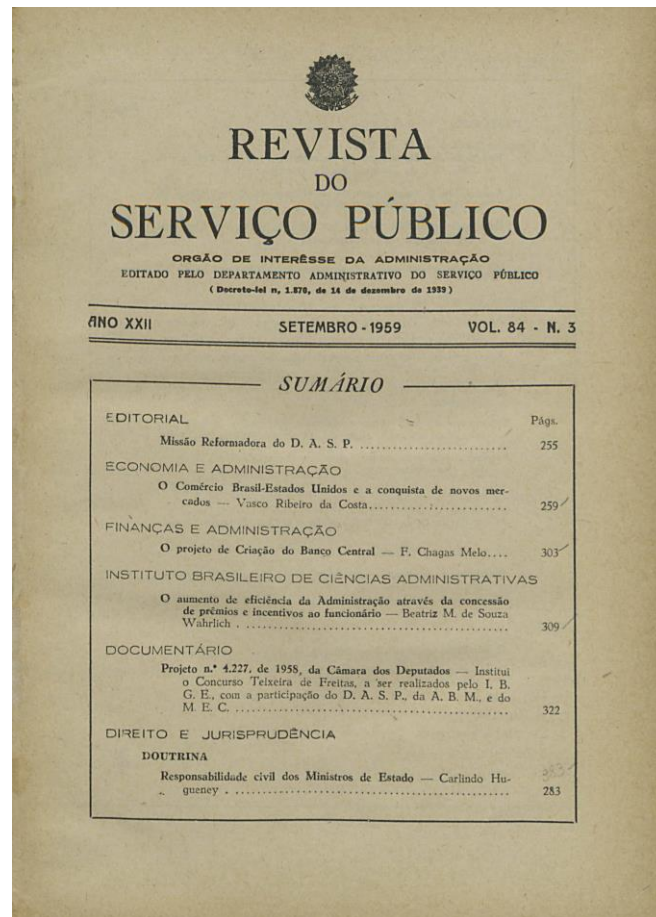 REVISTA
DO
SERVIÇO PÚBLICO
ORGÃO DE INTERÊSSE DA ADMINISTRAÇÃO
EDITADO PELO DEPARTAMENTO ADMINISTRATIVO DO SERVIÇO PÚBLICO
( Decreto-lei n. 1.870, de 14 de dezembro de 1939 )
ANO XXII SETEMBRO - 1959 VOL. 84 - N. 3
SUMÁRIO
EDITORIAL Págs.
Missão Reformadora do D. A. S. P. .......................... 255
ECONOMIA E ADMINISTRAÇÃO
O Comércio Brasil-Estados Unidos e a conquista de novos mer-
cados — Vasco Ribeiro da Costa......................... 259
FINANÇAS E ADMINISTRAÇÃO
O projeto de Criação do Banco Central — F. Chagas Melo.... 303
INSTITUTO BRASILEIRO DE CIÊNCIAS ADMINISTRATIVAS
O aumento de eficiência da Administração através da concessão
de prêmios e incentivos ao funcionário — Beatriz M. de Souza
Wahrlich . ............................................... 309
DOCUMENTÁRIO
Projeto n.º 4.227, de 1958, da Câmara dos Deputados — Institui
o Concurso Teixeira de Freitas, a ser realizados pelo I. B.
G. E., com a participação do D. A. S. P., da A. B. M., e do
M. E. C. ................................................ 322
DIREITO E JURISPRUDÊNCIA
DOUTRINA
383
Responsabilidade civil dos Ministros de Estado — Carlindo Hu-
gueney . ................................................. 283